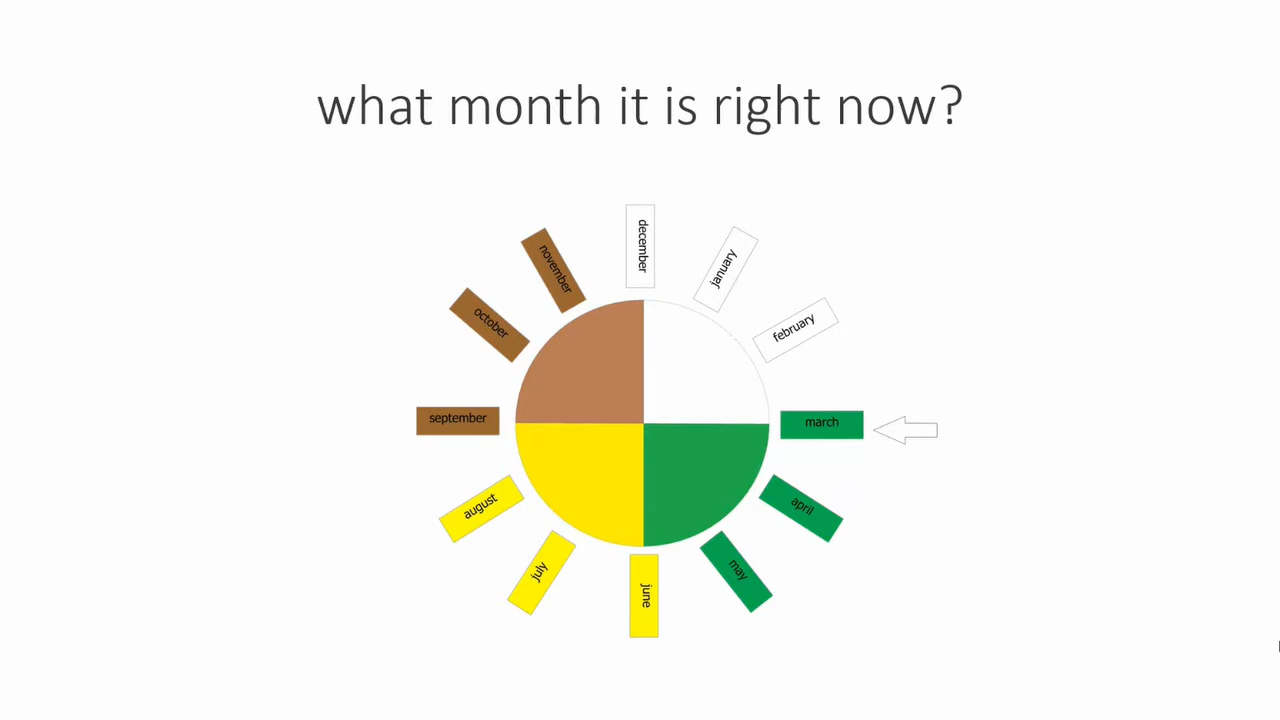 what month it is right now?
december
january
february
march
april
may
june
july
august
september
october
november